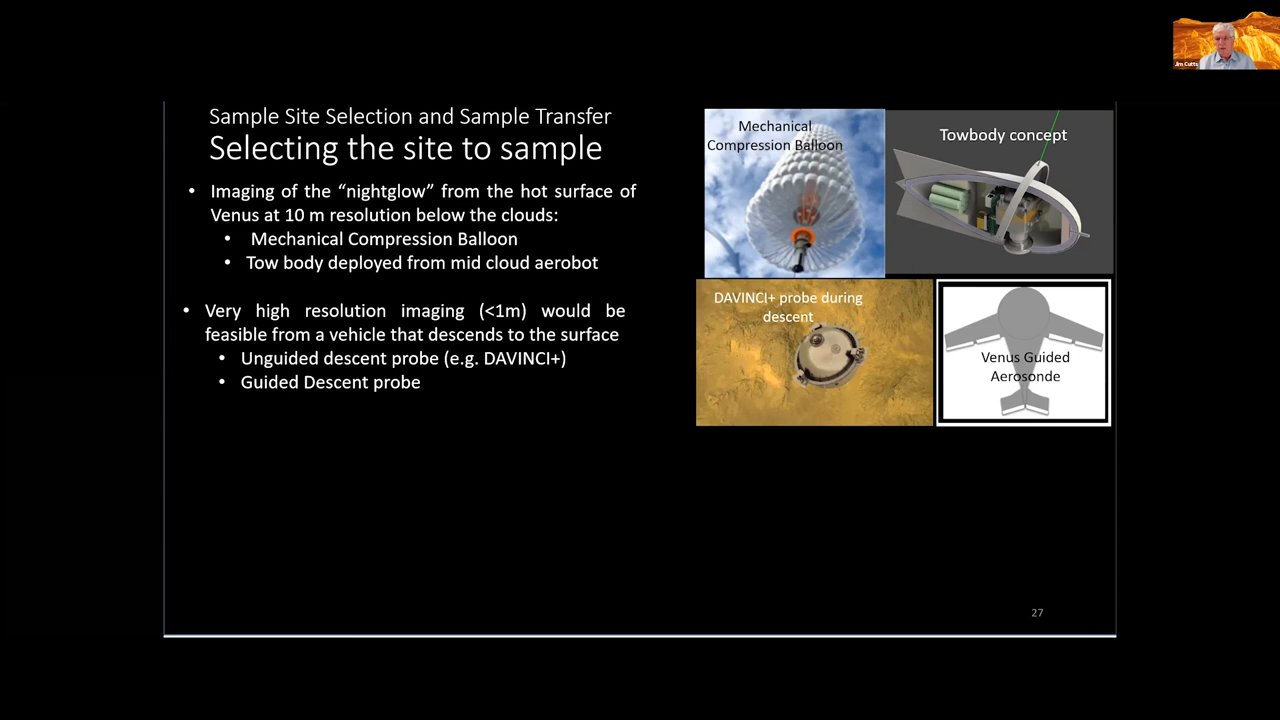 Jim Cutts
Sample Site Selection and Sample Transfer
Selecting the site to sample
• Imaging of the “nightglow” from the hot surface of
Venus at 10 m resolution below the clouds:
• Mechanical Compression Balloon
• Tow body deployed from mid cloud aerobot
• Very high resolution imaging (<1m) would be
feasible from a vehicle that descends to the surface
• Unguided descent probe (e.g. DAVINCI+)
• Guided Descent probe
Mechanical
Compression Balloon
Towbody concept
DAVINCI+ probe during
descent
Venus Guided
Aerosonde
27